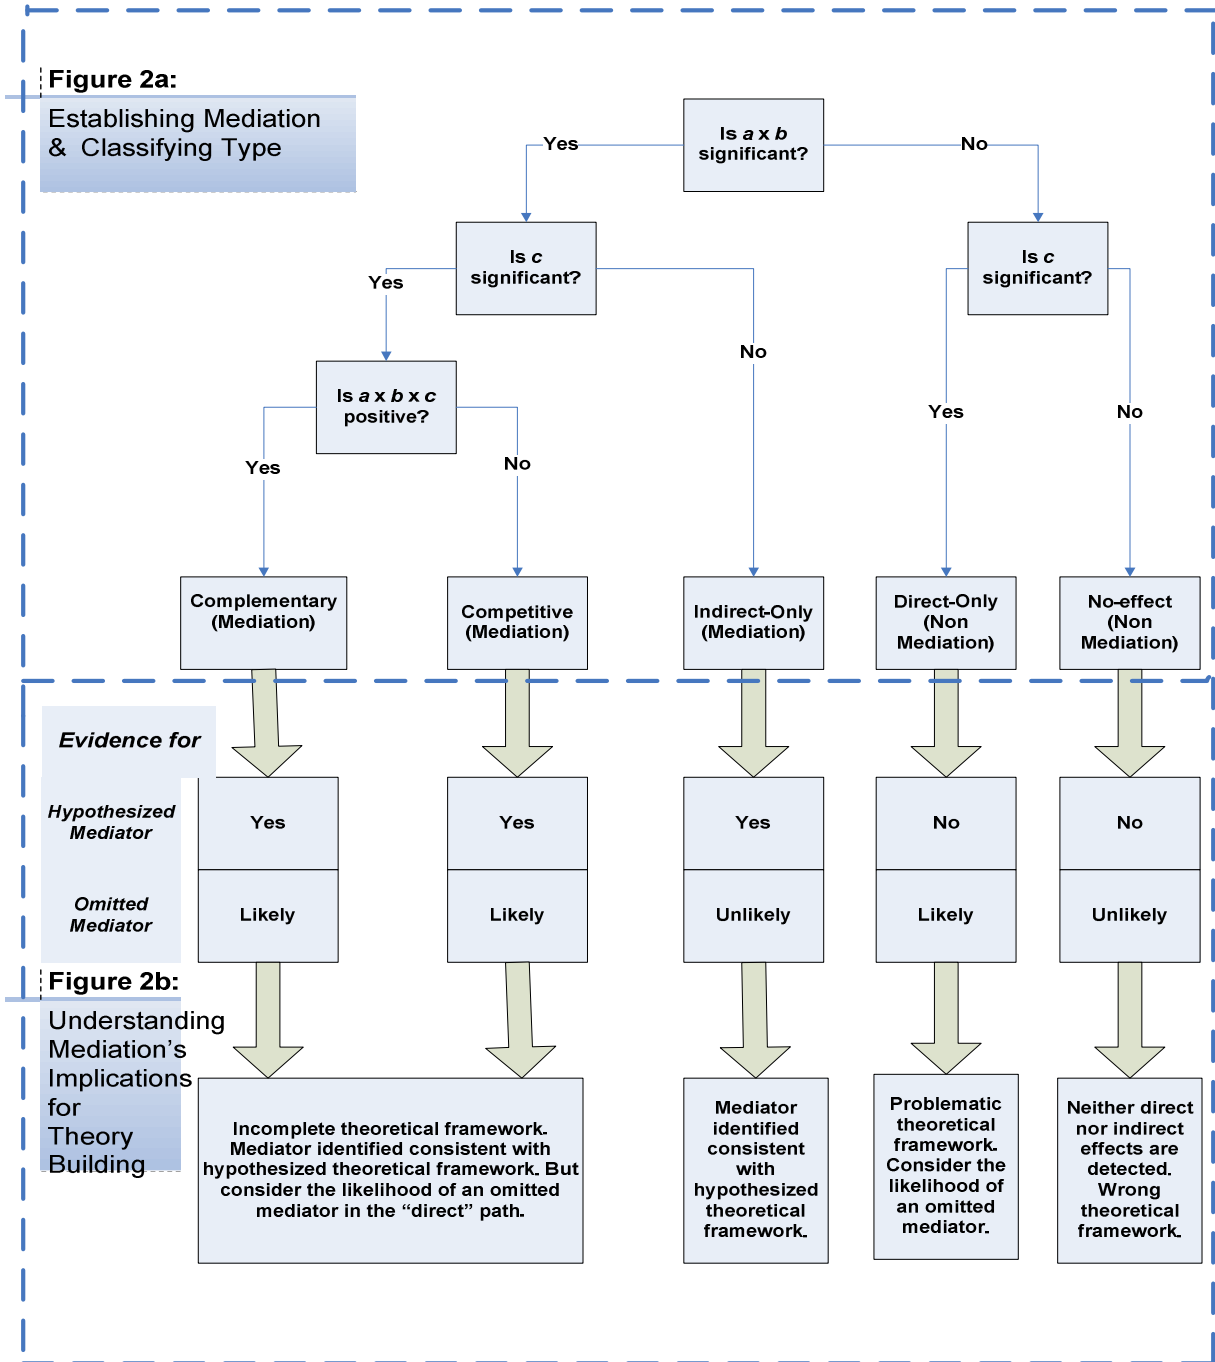 Figure 2a:
Establishing Mediation
& Classifying Type
Is a x b
significant?
Yes
No
Is c
significant?
Is c
significant?
Yes
No
Yes
No
Is a x b x c
positive?
Yes
No
Complementary
(Mediation)
Competitive
(Mediation)
Indirect-Only
(Mediation)
Direct-Only
(Non
Mediation)
No-effect
(Non
Mediation)
Evidence for
Hypothesized
Mediator
Yes
Yes
Yes
No
No
Omitted
Mediator
Likely
Likely
Unlikely
Likely
Unlikely
Figure 2b:
Understanding
Mediation’s
Implications
for
Theory
Building
Incomplete theoretical framework.
Mediator identified consistent with
hypothesized theoretical framework. But
consider the likelihood of an omitted
mediator in the “direct” path.
Mediator
identified
consistent
with
hypothesized
theoretical
framework.
Problematic
theoretical
framework.
Consider the
likelihood of
an omitted
mediator.
Neither direct
nor indirect
effects are
detected.
Wrong
theoretical
framework.